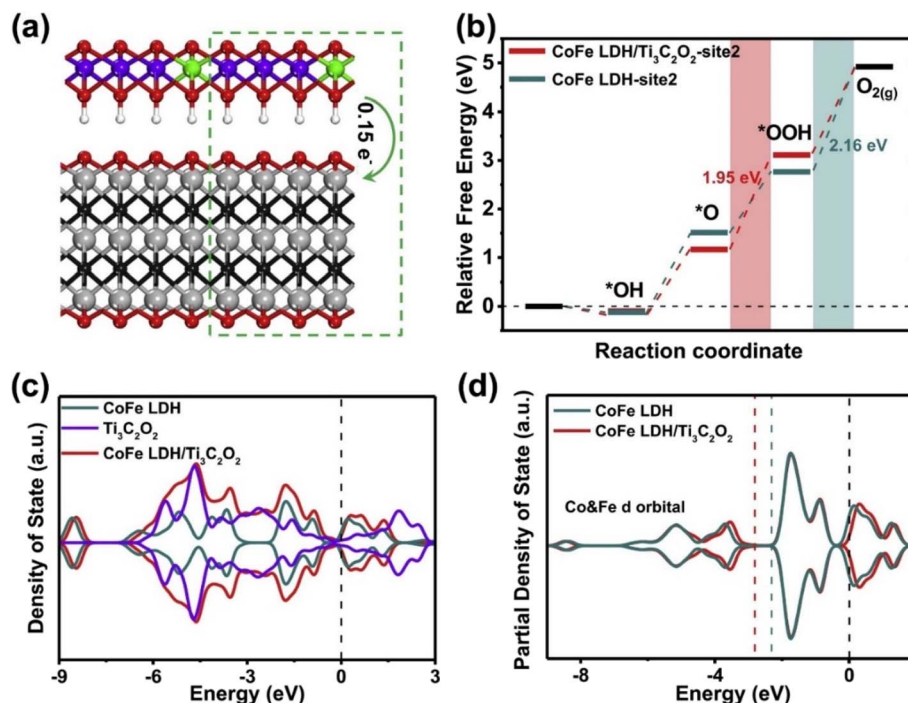 (a)
0.15 e⁻
(b)
Relative Free Energy (eV)
5
4
3
2
1
0
CoFe LDH/Ti₃C₂O₂-site2
CoFe LDH-site2
*OH
*O
*OOH
O₂₍g₎
1.95 eV
2.16 eV
Reaction coordinate
(c)
Density of State (a.u.)
CoFe LDH
Ti₃C₂O₂
CoFe LDH/Ti₃C₂O₂
-9 -6 -3 0 3
Energy (eV)
(d)
Partial Density of State (a.u.)
CoFe LDH
CoFe LDH/Ti₃C₂O₂
Co&Fe d orbital
-8 -4 0
Energy (eV)